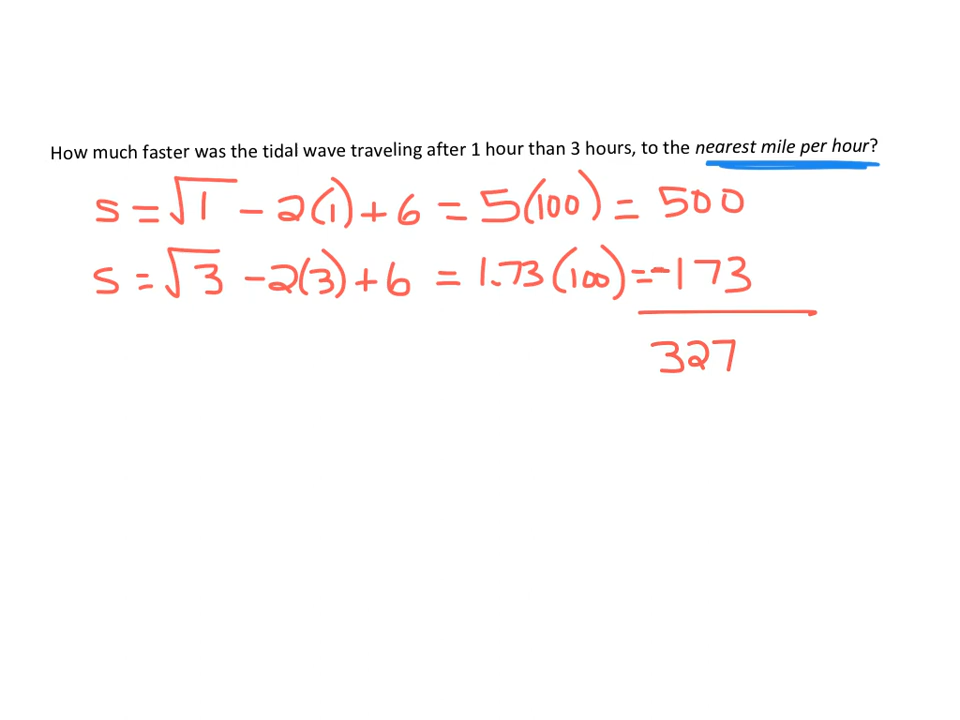 How much faster was the tidal wave traveling after 1 hour than 3 hours, to the nearest mile per hour?
s = √1 - 2(1) + 6 = 5(100) = 500
s = √3 - 2(3) + 6 = 1.73(100) = -173
327